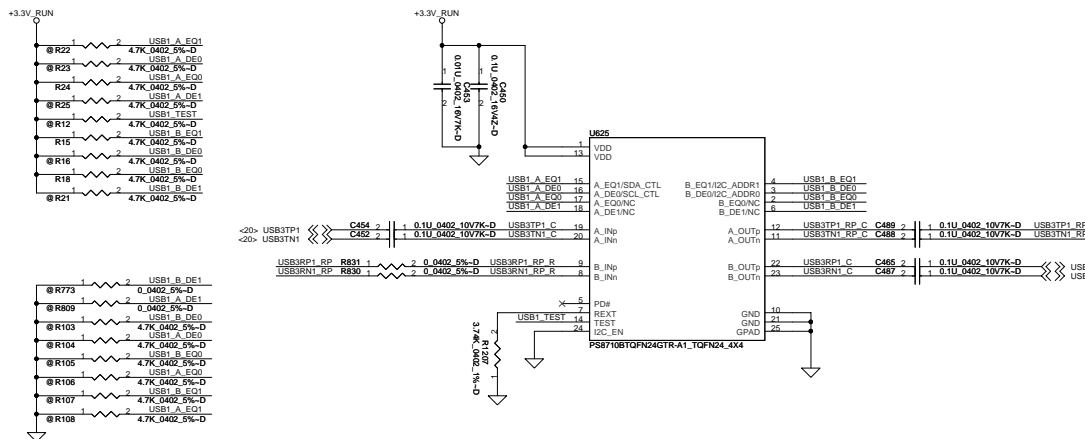 +3.3V_RUN
1 2 USB1_A_EQ1
@ R22 4.7K_0402_5%~D
1 2 USB1_A_DE0
@ R23 4.7K_0402_5%~D
1 2 USB1_A_EQ0
R24 4.7K_0402_5%~D
1 2 USB1_A_DE1
@ R25 4.7K_0402_5%~D
1 2 USB1_TEST
@ R12 4.7K_0402_5%~D
1 2 USB1_B_EQ1
R15 4.7K_0402_5%~D
1 2 USB1_B_DE0
@ R16 4.7K_0402_5%~D
1 2 USB1_B_EQ0
R18 4.7K_0402_5%~D
1 2 USB1_B_DE1
@ R21 4.7K_0402_5%~D
1 2 USB1_B_DE1
@ R773 0_0402_5%~D
1 2 USB1_A_DE1
@ R809 0_0402_5%~D
1 2 USB1_B_DE0
@ R103 4.7K_0402_5%~D
1 2 USB1_A_DE0
@ R104 4.7K_0402_5%~D
1 2 USB1_B_EQ0
@ R105 4.7K_0402_5%~D
1 2 USB1_A_EQ0
@ R106 4.7K_0402_5%~D
1 2 USB1_B_EQ1
@ R107 4.7K_0402_5%~D
1 2 USB1_A_EQ1
@ R108 4.7K_0402_5%~D
+3.3V_RUN
0.01U_0402_16V7K~D
C453
1
2
0.1U_0402_16V4Z~D
C450
1
2
U625
1 VDD
13 VDD
USB1_A_EQ1 15 A_EQ1/SDA_CTL
USB1_A_DE0 16 A_DE0/SCL_CTL
USB1_A_EQ0 17 A_EQ0/NC
USB1_A_DE1 18 A_DE1/NC
B_EQ1/I2C_ADDR1 4 USB1_B_EQ1
B_DE0/I2C_ADDR0 3 USB1_B_DE0
B_EQ0/NC 2 USB1_B_EQ0
B_DE1/NC 6 USB1_B_DE1
<20> USB3TP1 C454 1 2 0.1U_0402_10V7K~D USB3TP1_C 19 A_INp
<20> USB3TN1 C452 1 2 0.1U_0402_10V7K~D USB3TN1_C 20 A_INn
A_OUTp 12 USB3TP1_RP_C C489 2 1 0.1U_0402_10V7K~D USB3TP1_RP
A_OUTn 11 USB3TN1_RP_C C488 2 1 0.1U_0402_10V7K~D USB3TN1_RP
USB3RP1_RP R831 1 2 0_0402_5%~D USB3RP1_RP_R 9 B_INp
USB3RN1_RP R830 1 2 0_0402_5%~D USB3RN1_RP_R 8 B_INn
B_OUTp 22 USB3RP1_C C465 2 1 0.1U_0402_10V7K~D
B_OUTn 23 USB3RN1_C C487 2 1 0.1U_0402_10V7K~D
5 PD#
7 REXT
USB1_TEST 14 TEST
24 I2C_EN
GND 10
GND 21
GPAD 25
PS8710BTQFN24GTR-A1_TQFN24_4X4
3.74K_0402_1%~D
R1207
2
1